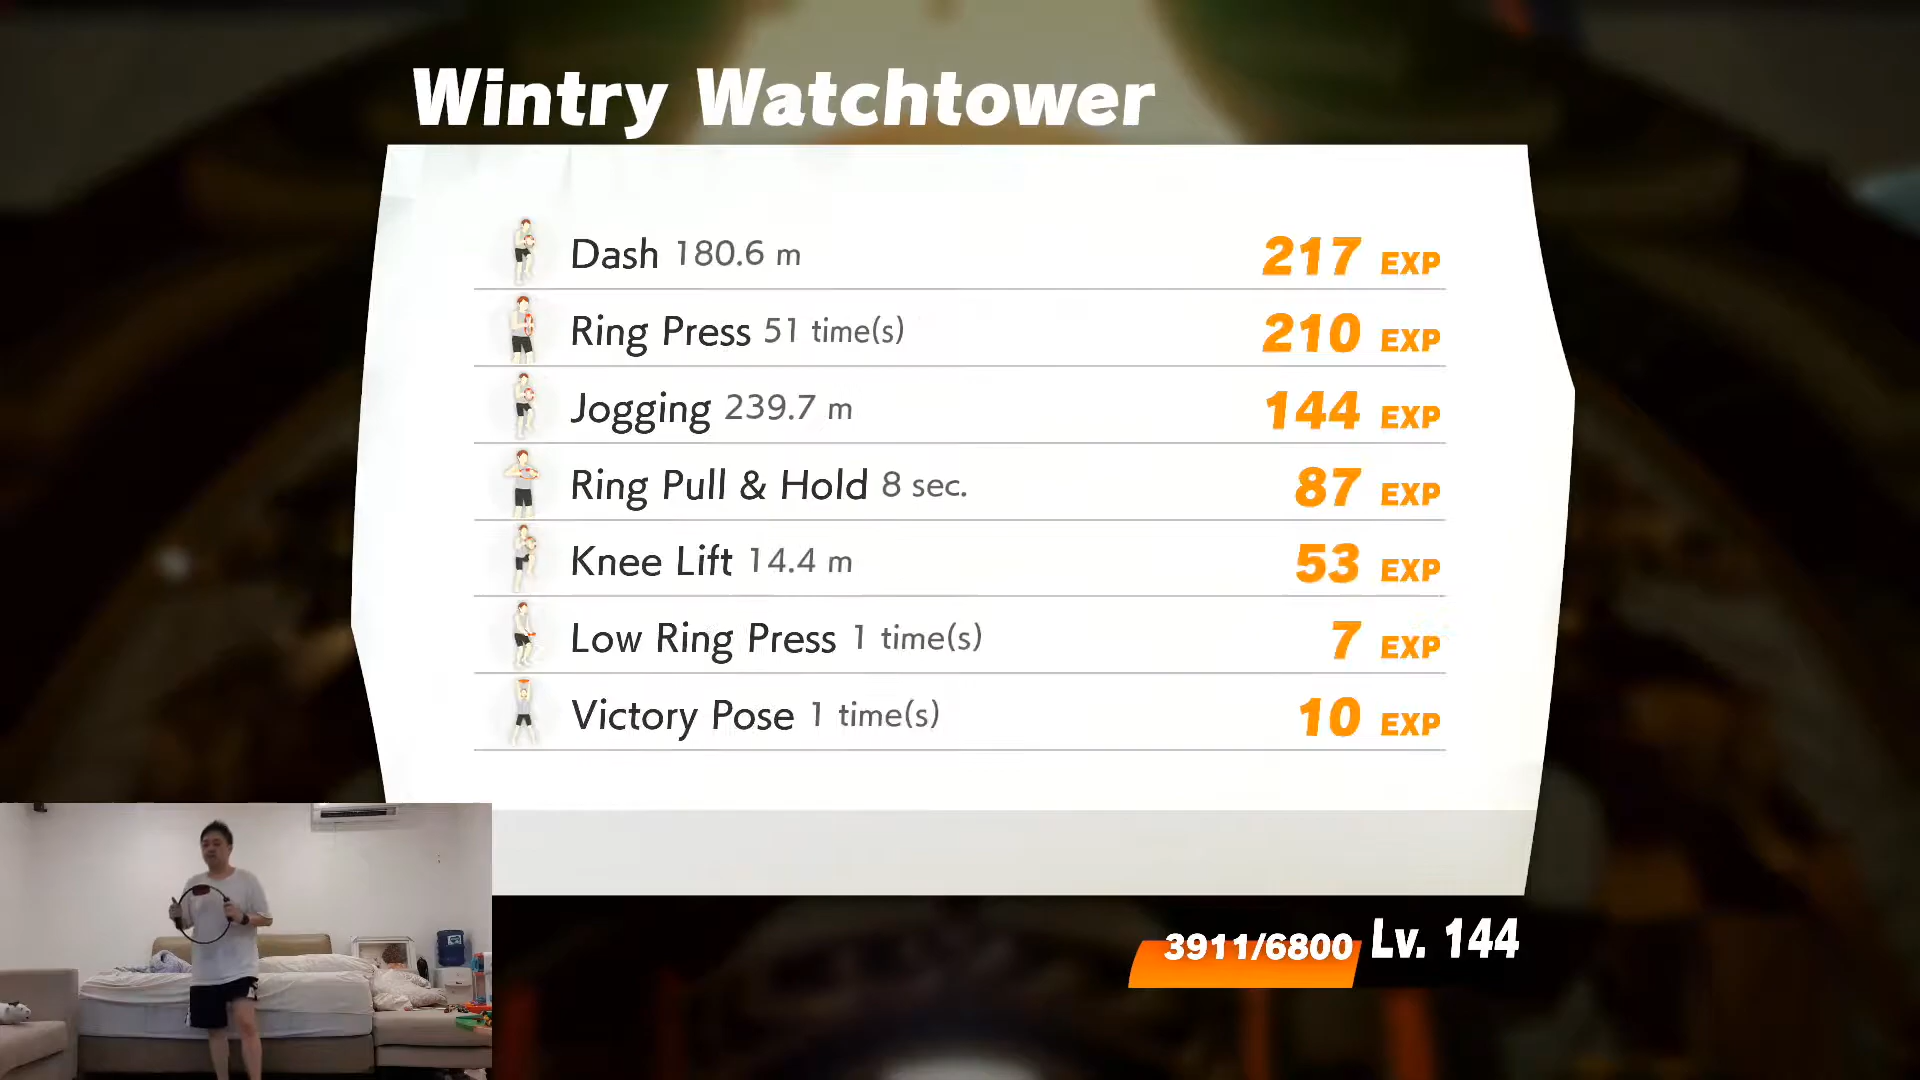 Wintry Watchtower
Dash 180.6 m 217 EXP
Ring Press 51 time(s) 210 EXP
Jogging 239.7 m 144 EXP
Ring Pull & Hold 8 sec. 87 EXP
Knee Lift 14.4 m 53 EXP
Low Ring Press 1 time(s) 7 EXP
Victory Pose 1 time(s) 10 EXP
3911/6800 Lv. 144